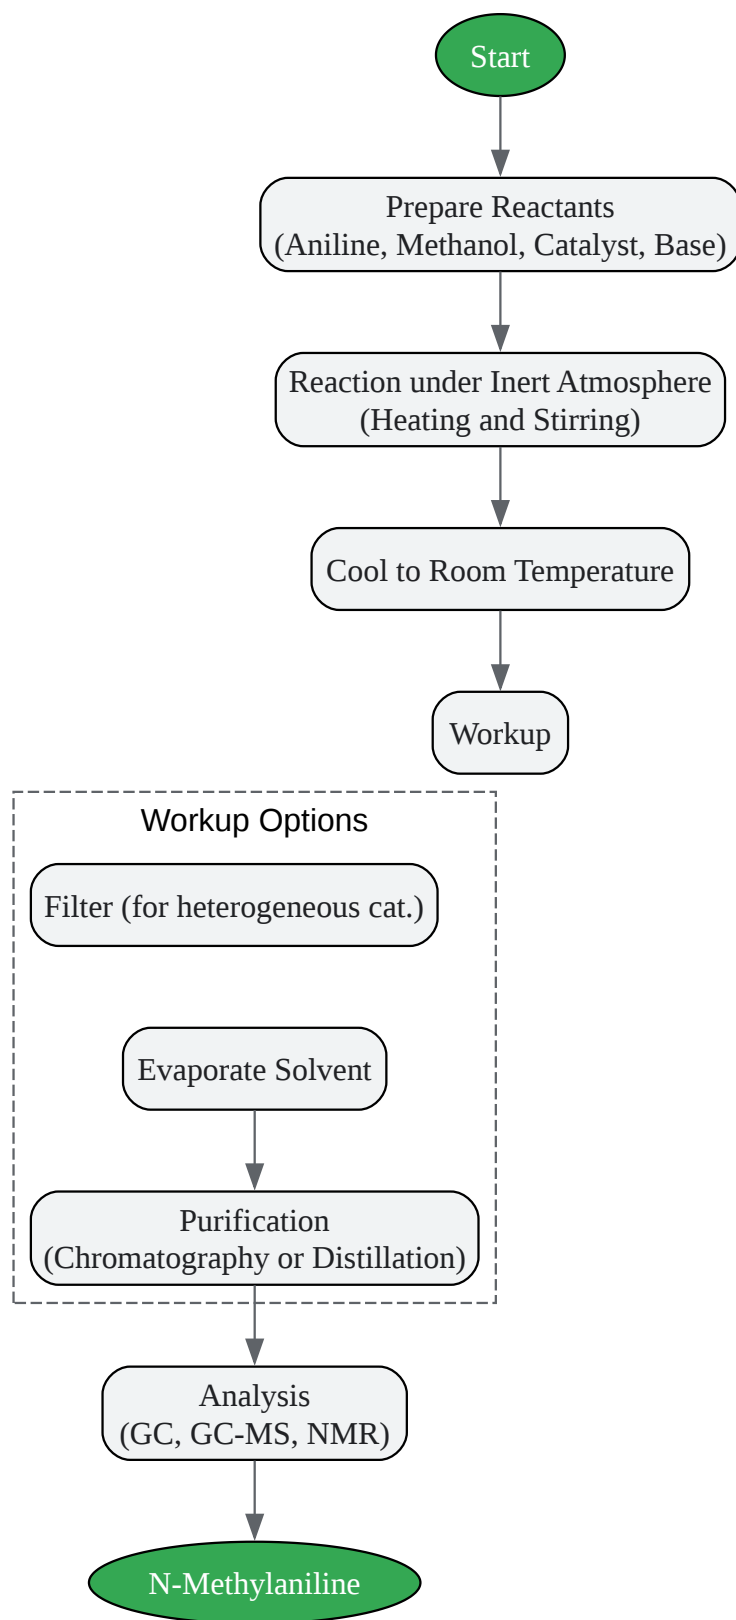 Start
Prepare Reactants
(Aniline, Methanol, Catalyst, Base)
Reaction under Inert Atmosphere
(Heating and Stirring)
Cool to Room Temperature
Workup
Workup Options
Filter (for heterogeneous cat.)
Evaporate Solvent
Purification
(Chromatography or Distillation)
Analysis
(GC, GC-MS, NMR)
N-Methylaniline